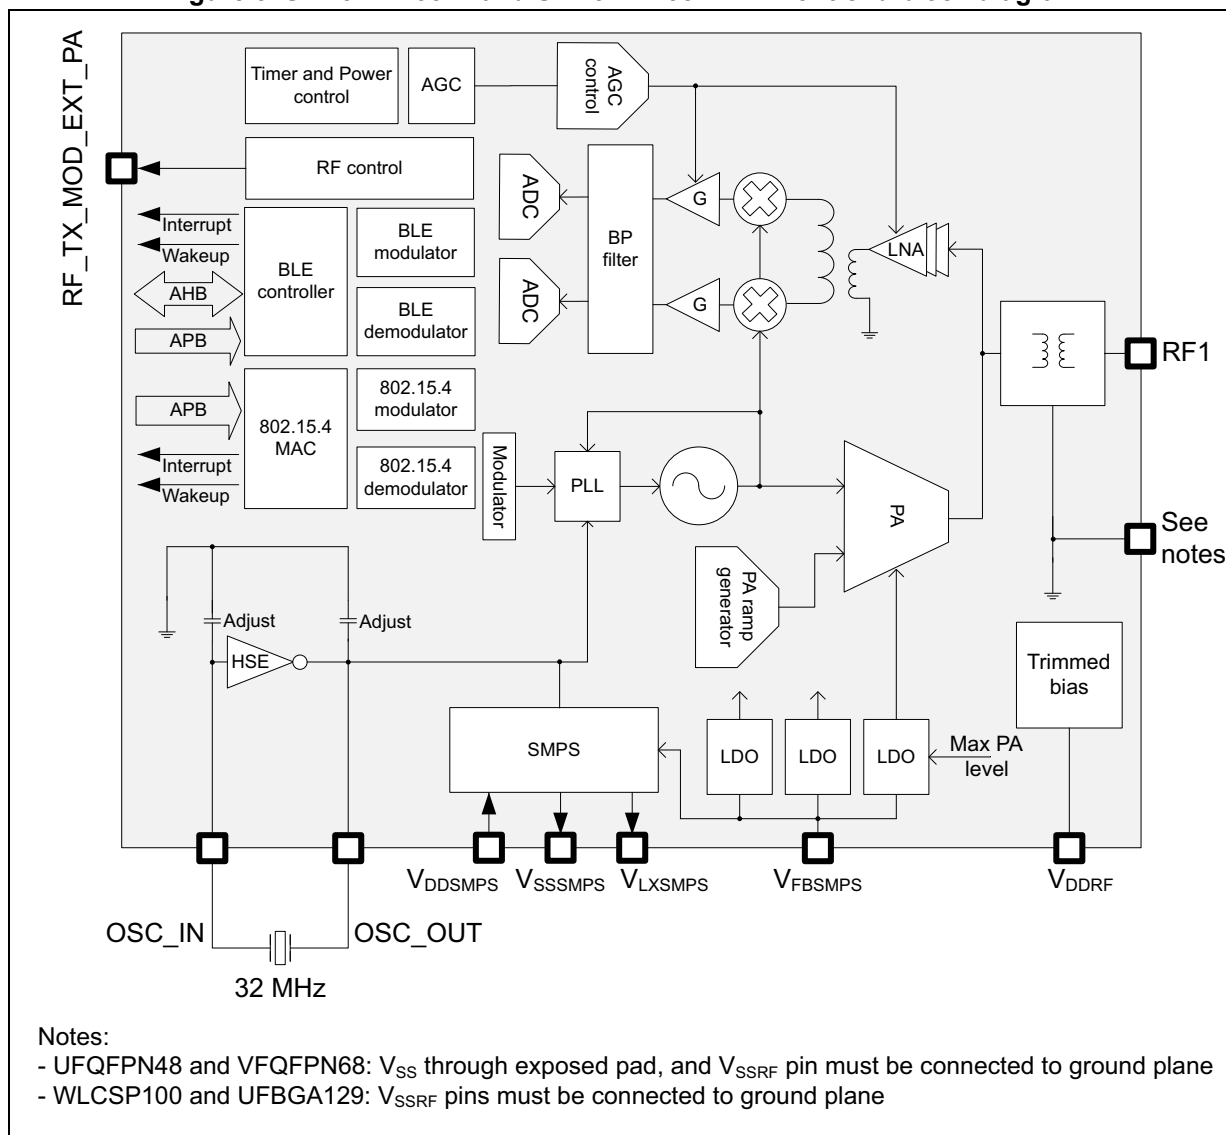 RF_TX_MOD_EXT_PA
Timer and Power
control
AGC
AGC
control
RF control
ADC
ADC
BP
filter
G
G
LNA
Interrupt
Wakeup
AHB
APB
BLE
controller
BLE
modulator
BLE
demodulator
APB
Interrupt
Wakeup
802.15.4
MAC
802.15.4
modulator
802.15.4
demodulator
Modulator
PLL
PA
PA ramp
generator
RF1
See
notes
Adjust
Adjust
HSE
SMPS
LDO
LDO
LDO
Max PA
level
Trimmed
bias
VDDSMPS
VSSSMPS
VLXSMPS
VFBSMPS
VDDRF
OSC_IN
OSC_OUT
32 MHz
Notes:
- UFQFPN48 and VFQFPN68: VSS through exposed pad, and VSSRF pin must be connected to ground plane
- WLCSP100 and UFBGA129: VSSRF pins must be connected to ground plane